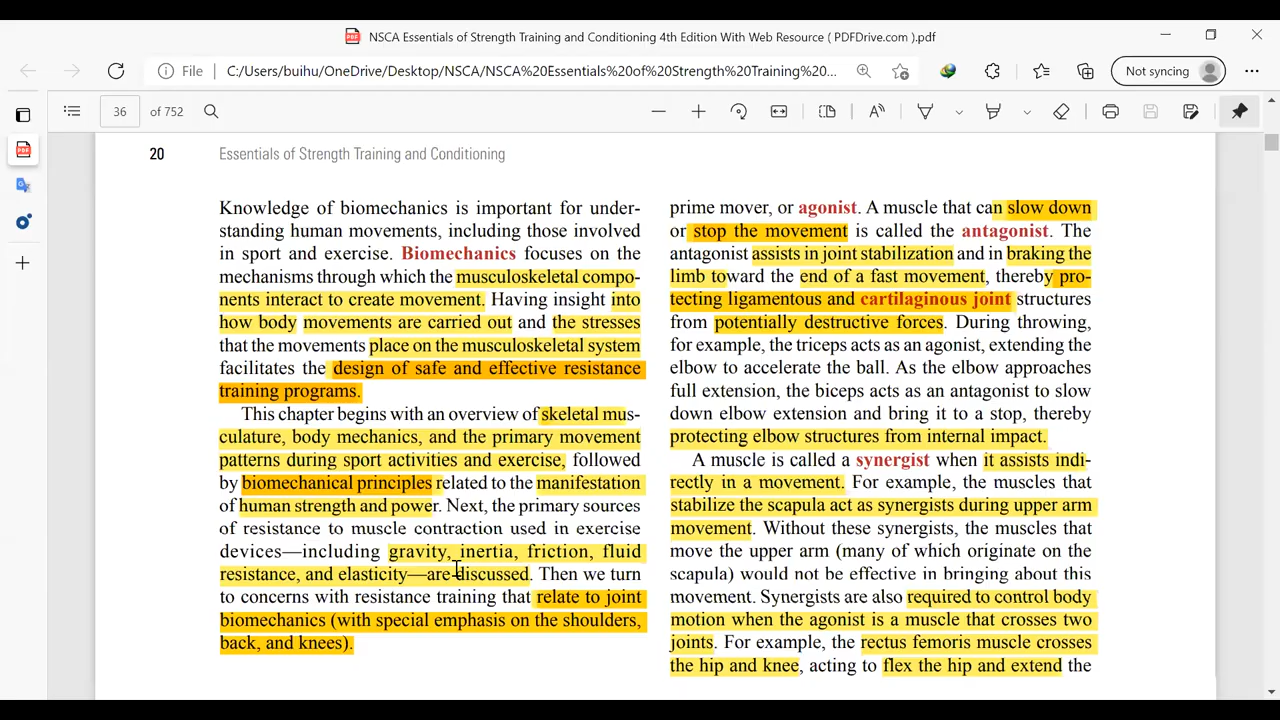 NSCA Essentials of Strength Training and Conditioning 4th Edition With Web Resource ( PDFDrive.com ).pdf
File C:/Users/buihu/OneDrive/Desktop/NSCA/NSCA%20Essentials%20of%20Strength%20Training%20... Not syncing
36 of 752
20 Essentials of Strength Training and Conditioning
Knowledge of biomechanics is important for under-
standing human movements, including those involved
in sport and exercise. Biomechanics focuses on the
mechanisms through which the musculoskeletal compo-
nents interact to create movement. Having insight into
how body movements are carried out and the stresses
that the movements place on the musculoskeletal system
facilitates the design of safe and effective resistance
training programs.
This chapter begins with an overview of skeletal mus-
culature, body mechanics, and the primary movement
patterns during sport activities and exercise, followed
by biomechanical principles related to the manifestation
of human strength and power. Next, the primary sources
of resistance to muscle contraction used in exercise
devices—including gravity, inertia, friction, fluid
resistance, and elasticity—are discussed. Then we turn
to concerns with resistance training that relate to joint
biomechanics (with special emphasis on the shoulders,
back, and knees).
prime mover, or agonist. A muscle that can slow down
or stop the movement is called the antagonist. The
antagonist assists in joint stabilization and in braking the
limb toward the end of a fast movement, thereby pro-
tecting ligamentous and cartilaginous joint structures
from potentially destructive forces. During throwing,
for example, the triceps acts as an agonist, extending the
elbow to accelerate the ball. As the elbow approaches
full extension, the biceps acts as an antagonist to slow
down elbow extension and bring it to a stop, thereby
protecting elbow structures from internal impact.
A muscle is called a synergist when it assists indi-
rectly in a movement. For example, the muscles that
stabilize the scapula act as synergists during upper arm
movement. Without these synergists, the muscles that
move the upper arm (many of which originate on the
scapula) would not be effective in bringing about this
movement. Synergists are also required to control body
motion when the agonist is a muscle that crosses two
joints. For example, the rectus femoris muscle crosses
the hip and knee, acting to flex the hip and extend the